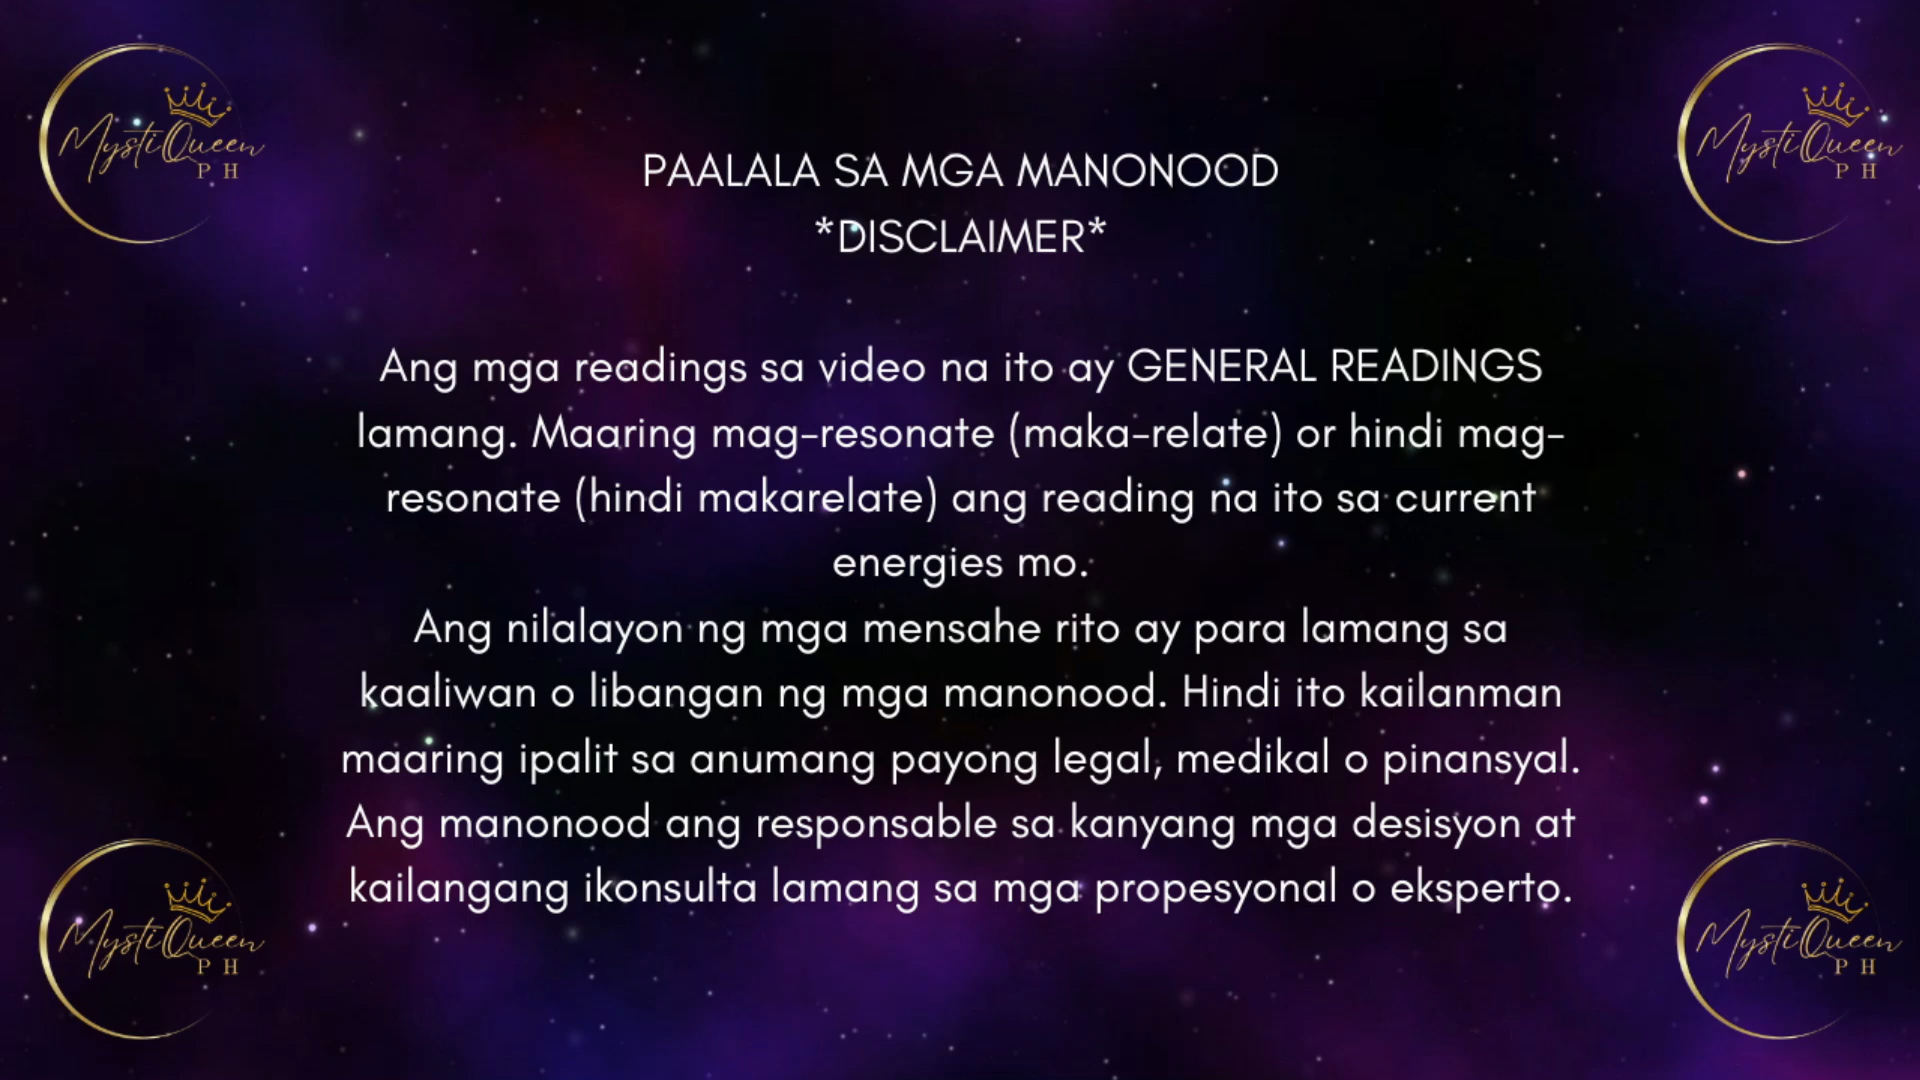 MystiQueen
PH
MystiQueen
PH
PAALALA SA MGA MANONOOD
*DISCLAIMER*
Ang mga readings sa video na ito ay GENERAL READINGS
lamang. Maaring mag-resonate (maka-relate) or hindi mag-
resonate (hindi makarelate) ang reading na ito sa current
energies mo.
Ang nilalayon ng mga mensahe rito ay para lamang sa
kaaliwan o libangan ng mga manonood. Hindi ito kailanman
maaring ipalit sa anumang payong legal, medikal o pinansyal.
Ang manonood ang responsable sa kanyang mga desisyon at
kailangang ikonsulta lamang sa mga propesyonal o eksperto.
MystiQueen
PH
MystiQueen
PH